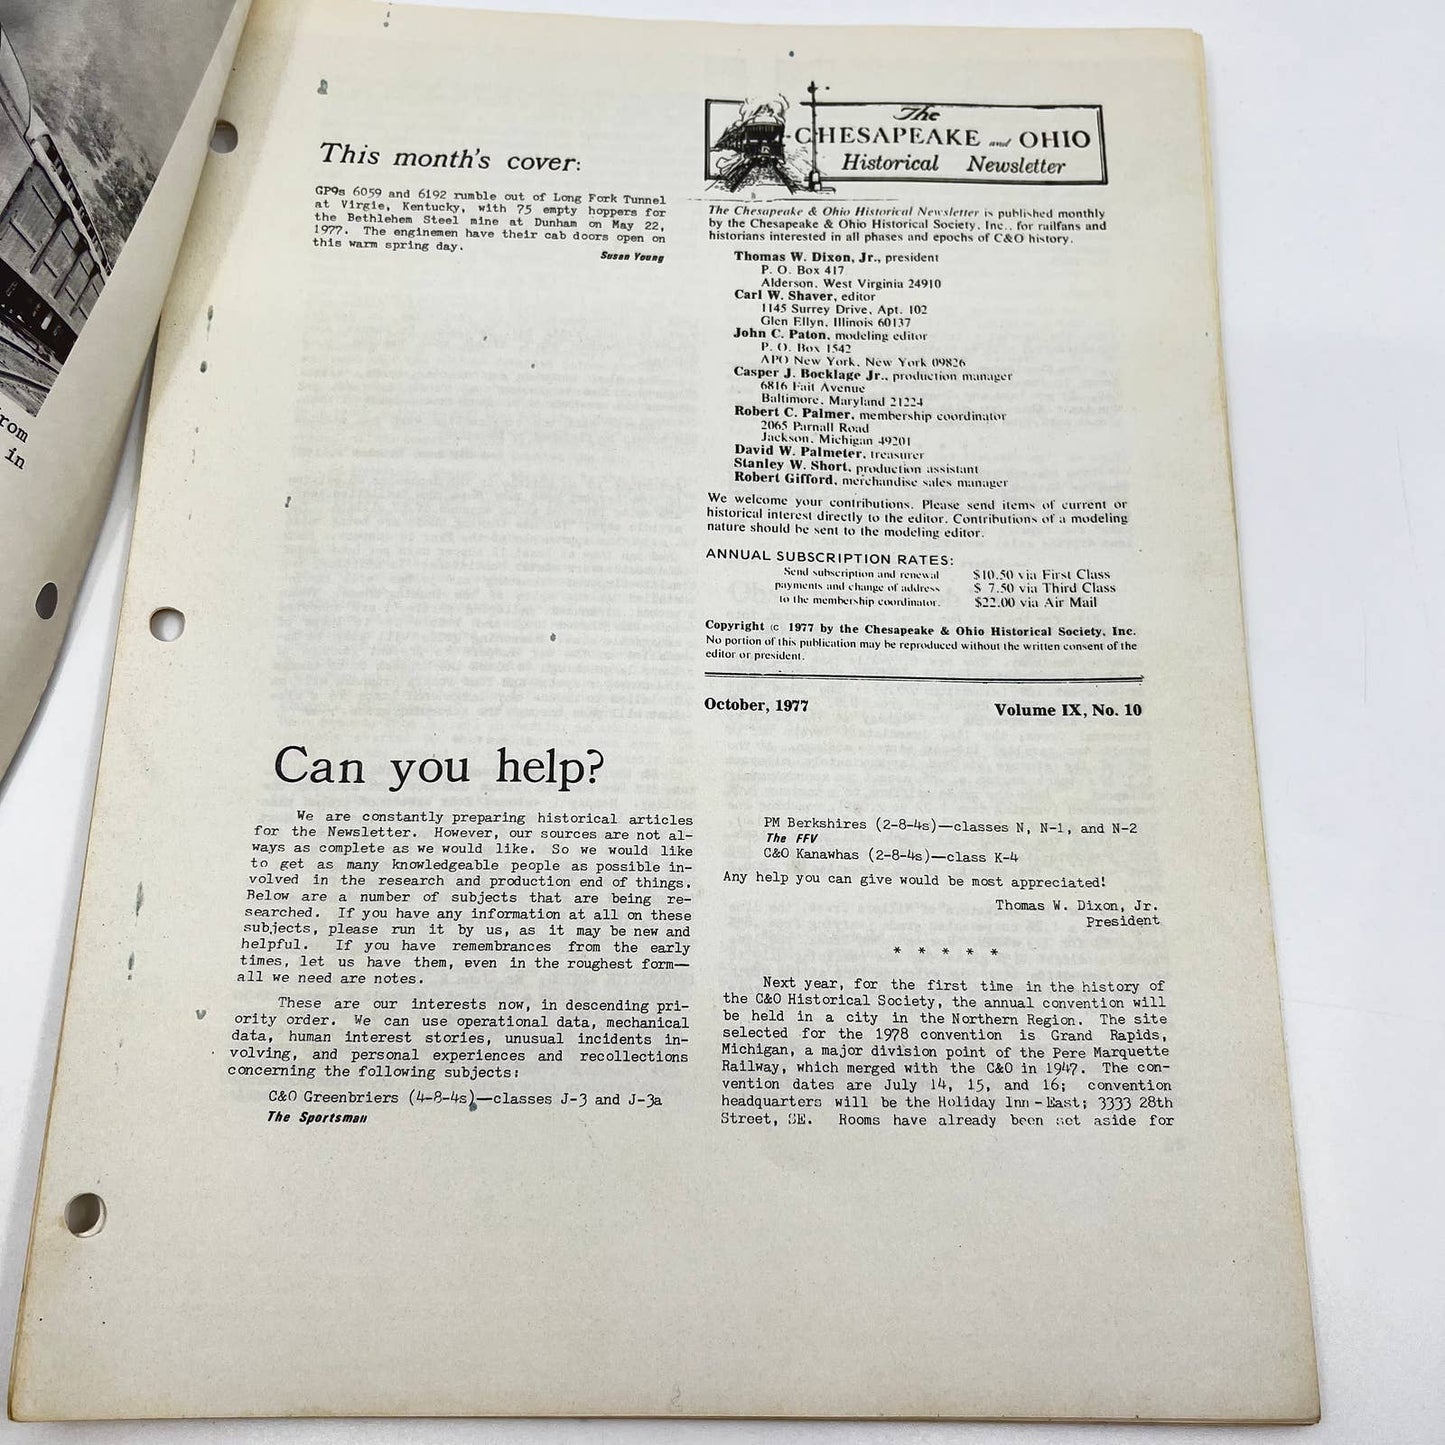 rom
in
This month's cover:
GP9s 6059 and 6192 rumble out of Long Fork Tunnel
at Virgie, Kentucky, with 75 empty hoppers for
the Bethlehem Steel mine at Dunham on May 22,
1977. The enginemen have their cab doors open on
this warm spring day.
Susan Young
The
CHESAPEAKE and OHIO
Historical Newsletter
The Chesapeake & Ohio Historical Newsletter is published monthly
by the Chesapeake & Ohio Historical Society, Inc., for railfans and
historians interested in all phases and epochs of C&O history.
Thomas W. Dixon, Jr., president
P. O. Box 417
Alderson, West Virginia 24910
Carl W. Shaver, editor
1145 Surrey Drive, Apt. 102
Glen Ellyn, Illinois 60137
John C. Paton, modeling editor
P. O. Box 1542
APO New York, New York 09826
Casper J. Bocklage Jr., production manager
6816 Fait Avenue
Baltimore, Maryland 21224
Robert C. Palmer, membership coordinator
2065 Parnall Road
Jackson, Michigan 49201
David W. Palmeter, treasurer
Stanley W. Short, production assistant
Robert Gifford, merchandise sales manager
We welcome your contributions. Please send items of current or
historical interest directly to the editor. Contributions of a modeling
nature should be sent to the modeling editor.
ANNUAL SUBSCRIPTION RATES:
Send subscription and renewal $10.50 via First Class
payments and change of address $ 7.50 via Third Class
to the membership coordinator. $22.00 via Air Mail
Copyright © 1977 by the Chesapeake & Ohio Historical Society, Inc.
No portion of this publication may be reproduced without the written consent of the
editor or president.
October, 1977 Volume IX, No. 10
Can you help?
We are constantly preparing historical articles
for the Newsletter. However, our sources are not al-
ways as complete as we would like. So we would like
to get as many knowledgeable people as possible in-
volved in the research and production end of things.
Below are a number of subjects that are being re-
searched. If you have any information at all on these
subjects, please run it by us, as it may be new and
helpful. If you have remembrances from the early
times, let us have them, even in the roughest form—
all we need are notes.
These are our interests now, in descending pri-
ority order. We can use operational data, mechanical
data, human interest stories, unusual incidents in-
volving, and personal experiences and recollections
concerning the following subjects:
C&O Greenbriers (4-8-4s)—classes J-3 and J-3a
The Sportsman
PM Berkshires (2-8-4s)—classes N, N-1, and N-2
The FFV
C&O Kanawhas (2-8-4s)—class K-4
Any help you can give would be most appreciated!
Thomas W. Dixon, Jr.
President
* * * * *
Next year, for the first time in the history of
the C&O Historical Society, the annual convention will
be held in a city in the Northern Region. The site
selected for the 1978 convention is Grand Rapids,
Michigan, a major division point of the Pere Marquette
Railway, which merged with the C&O in 1947. The con-
vention dates are July 14, 15, and 16; convention
headquarters will be the Holiday Inn - East; 3333 28th
Street, SE. Rooms have already been set aside for